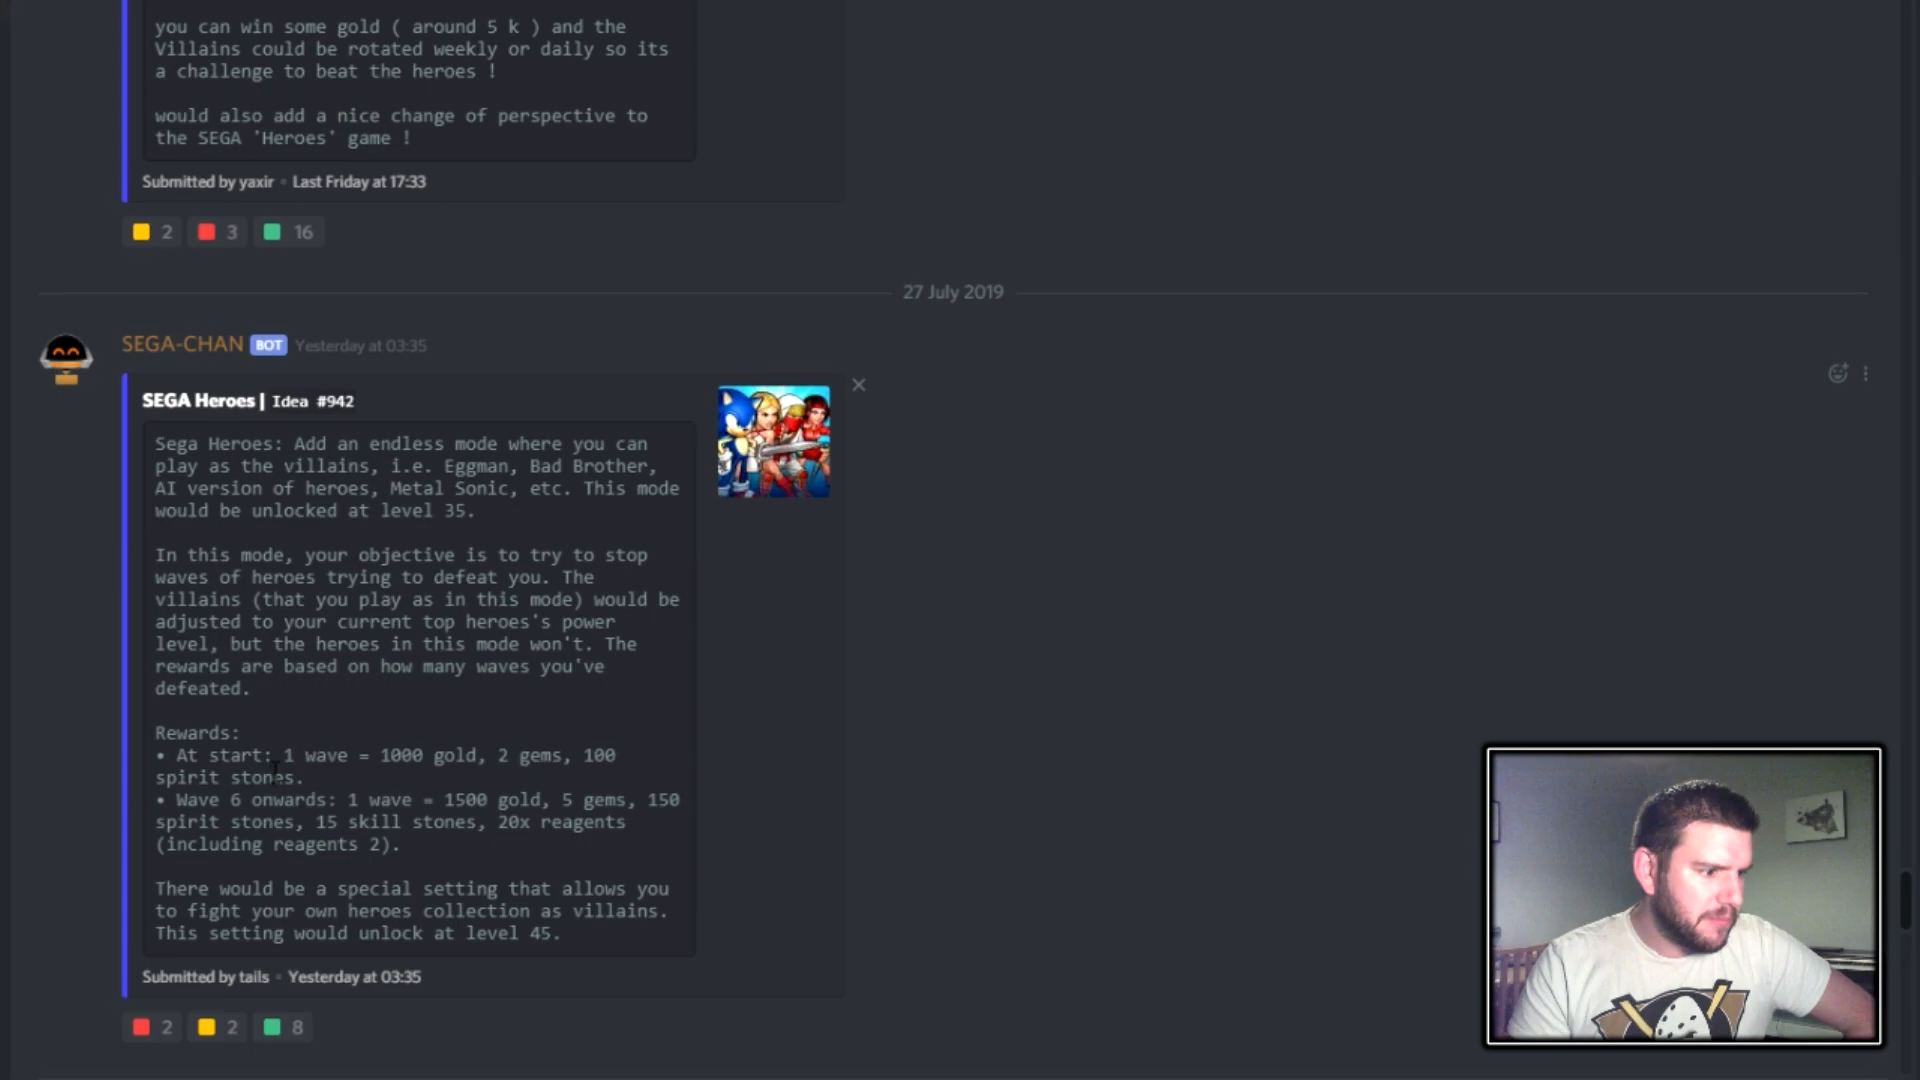 you can win some gold ( around 5 k ) and the
Villains could be rotated weekly or daily so its
a challenge to beat the heroes !
would also add a nice change of perspective to
the SEGA 'Heroes' game !
Submitted by yaxir • Last Friday at 17:33
2 3 16
27 July 2019
SEGA-CHAN BOT Yesterday at 03:35
SEGA Heroes | Idea #942
Sega Heroes: Add an endless mode where you can
play as the villains, i.e. Eggman, Bad Brother,
AI version of heroes, Metal Sonic, etc. This mode
would be unlocked at level 35.
In this mode, your objective is to try to stop
waves of heroes trying to defeat you. The
villains (that you play as in this mode) would be
adjusted to your current top heroes's power
level, but the heroes in this mode won't. The
rewards are based on how many waves you've
defeated.
Rewards:
• At start: 1 wave = 1000 gold, 2 gems, 100
spirit stones.
• Wave 6 onwards: 1 wave = 1500 gold, 5 gems, 150
spirit stones, 15 skill stones, 20x reagents
(including reagents 2).
There would be a special setting that allows you
to fight your own heroes collection as villains.
This setting would unlock at level 45.
Submitted by tails • Yesterday at 03:35
2 2 8